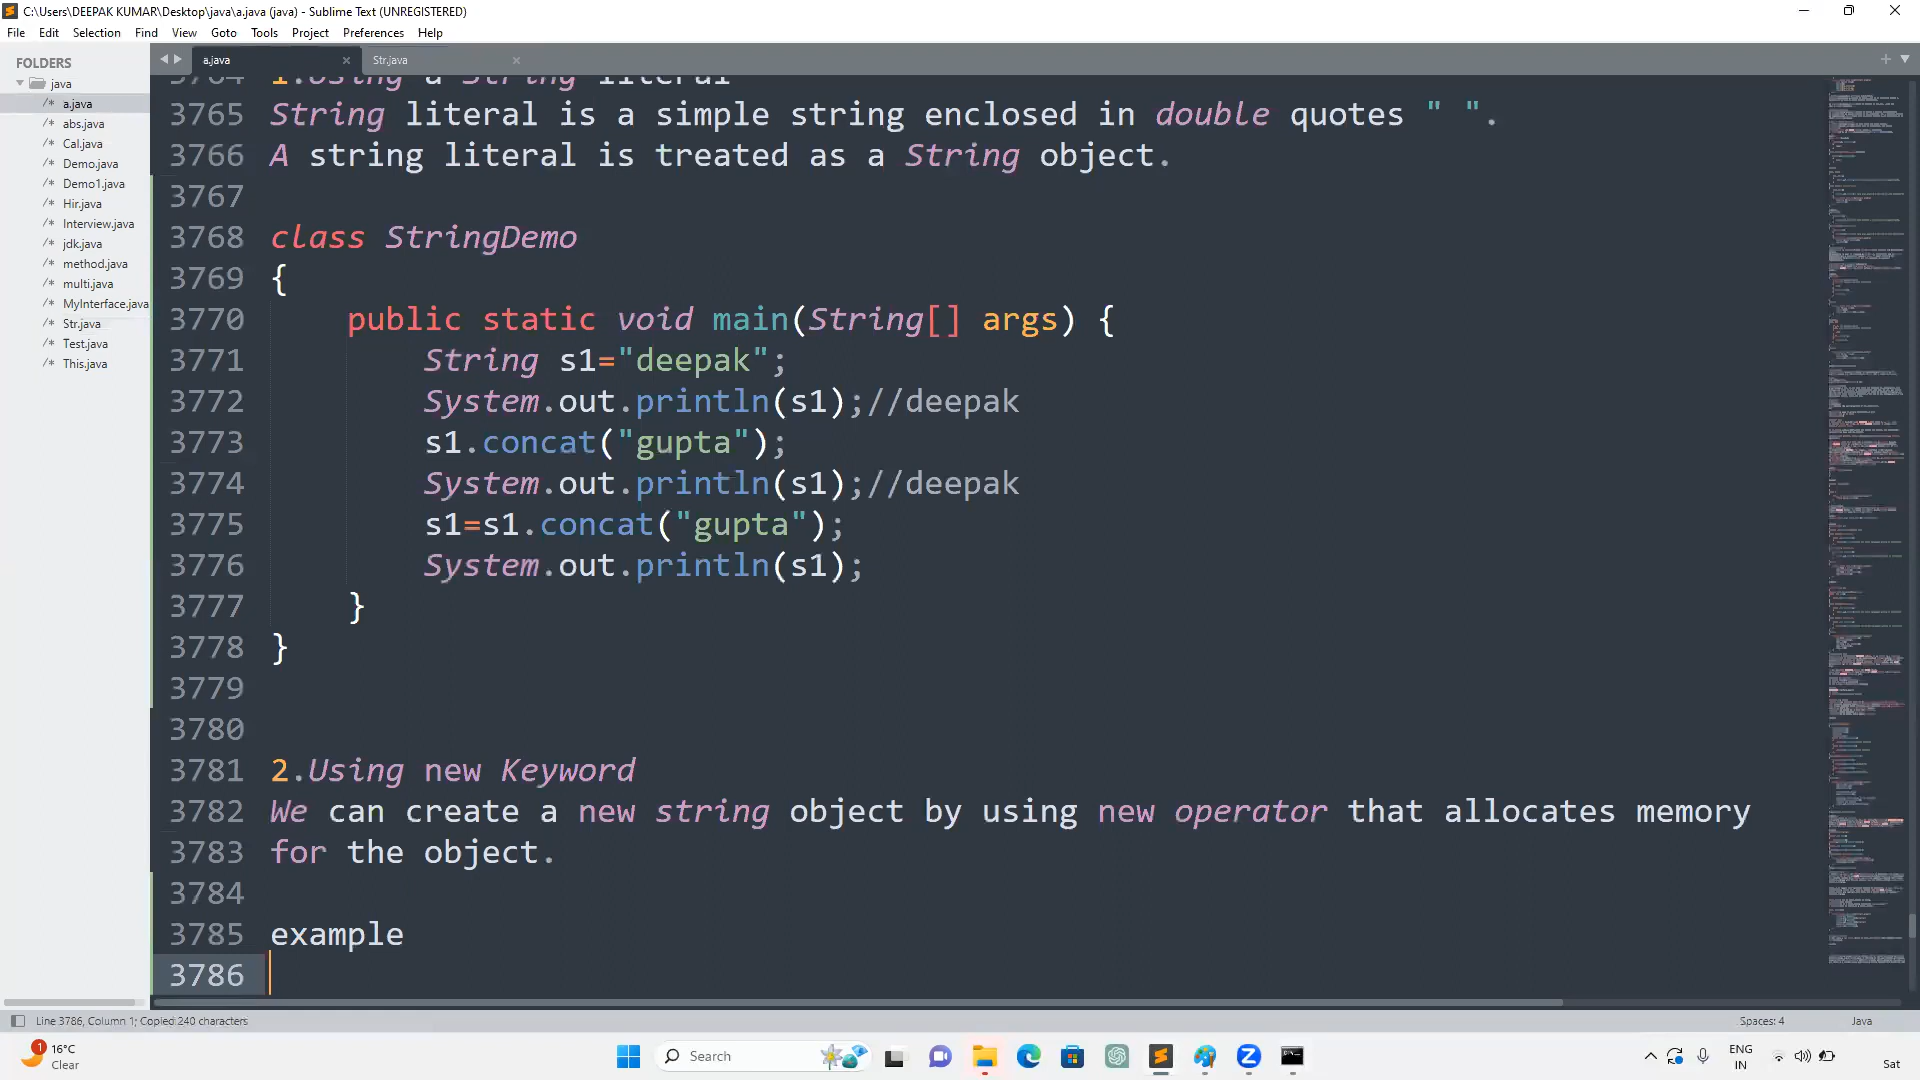 C:\Users\DEEPAK KUMAR\Desktop\java\a.java (java) - Sublime Text (UNREGISTERED)
File Edit Selection Find View Goto Tools Project Preferences Help
FOLDERS
java
/* a.java
/* abs.java
/* Cal.java
/* Demo.java
/* Demo1.java
/* Hir.java
/* Interview.java
/* jdk.java
/* method.java
/* multi.java
/* MyInterface.java
/* Str.java
/* Test.java
/* This.java
a.java Str.java
3764 1.Using a String literal
3765 String literal is a simple string enclosed in double quotes " ".
3766 A string literal is treated as a String object.
3767
3768 class StringDemo
3769 {
3770 public static void main(String[] args) {
3771 String s1="deepak";
3772 System.out.println(s1);//deepak
3773 s1.concat("gupta");
3774 System.out.println(s1);//deepak
3775 s1=s1.concat("gupta");
3776 System.out.println(s1);
3777 }
3778 }
3779
3780
3781 2.Using new Keyword
3782 We can create a new string object by using new operator that allocates memory
3783 for the object.
3784
3785 example
3786
Line 3786, Column 1; Copied 240 characters
Spaces: 4 Java
1
16°C
Clear
Search
ENG
IN
Sat